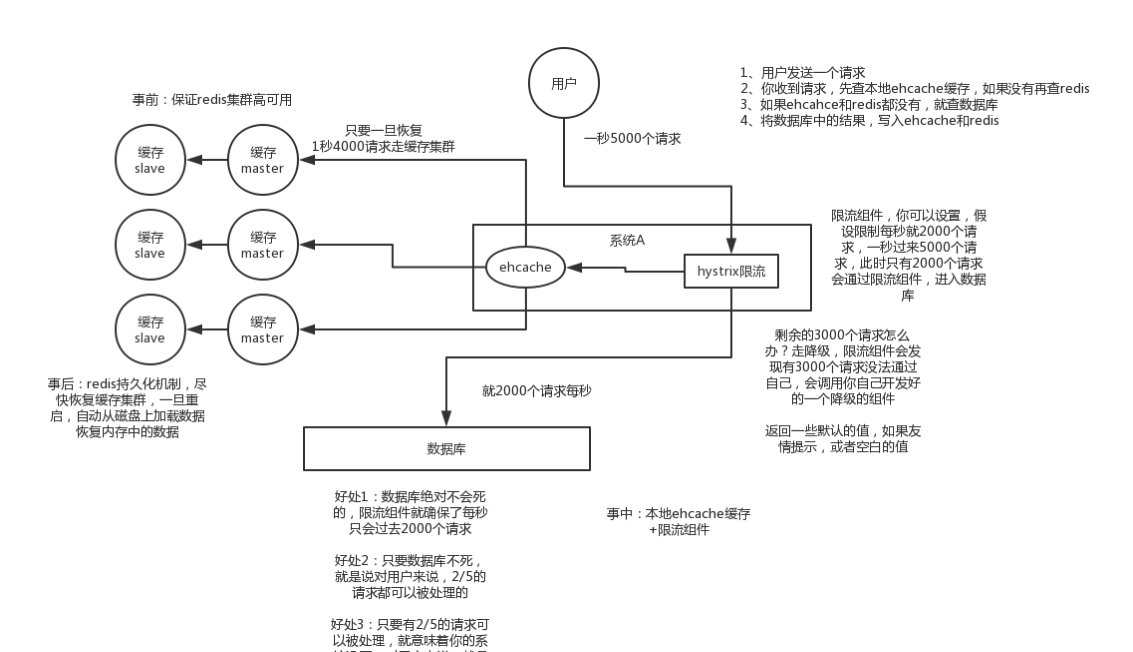 用户
1、用户发送一个请求
2、你收到请求，先查本地ehcache缓存，如果没有再查redis
3、如果ehcahce和redis都没有，就查数据库
4、将数据库中的结果，写入ehcache和redis
事前：保证redis集群高可用
只要一旦恢复
1秒4000请求走缓存集群
一秒5000个请求
缓存
slave
缓存
master
限流组件，你可以设置，假
设限制每秒就2000个请
求，一秒过来5000个请
求，此时只有2000个请求
会通过限流组件，进入数据
库
系统A
缓存
slave
缓存
master
ehcache
hystrix限流
缓存
slave
缓存
master
剩余的3000个请求怎么
办？走降级，限流组件会发
现有3000个请求没法通过
自己，会调用你自己开发好
的一个降级的组件
返回一些默认的值，如果友
情提示，或者空白的值
事后：redis持久化机制，尽
快恢复缓存集群，一旦重
启，自动从磁盘上加载数据
恢复内存中的数据
就2000个请求每秒
数据库
好处1：数据库绝对不会死
的，限流组件就确保了每秒
只会过去2000个请求
事中：本地ehcache缓存
+限流组件
好处2：只要数据库不死，
就是说对用户来说，2/5的
请求都可以被处理的
好处3：只要有2/5的请求可
以被处理，就意味着你的系